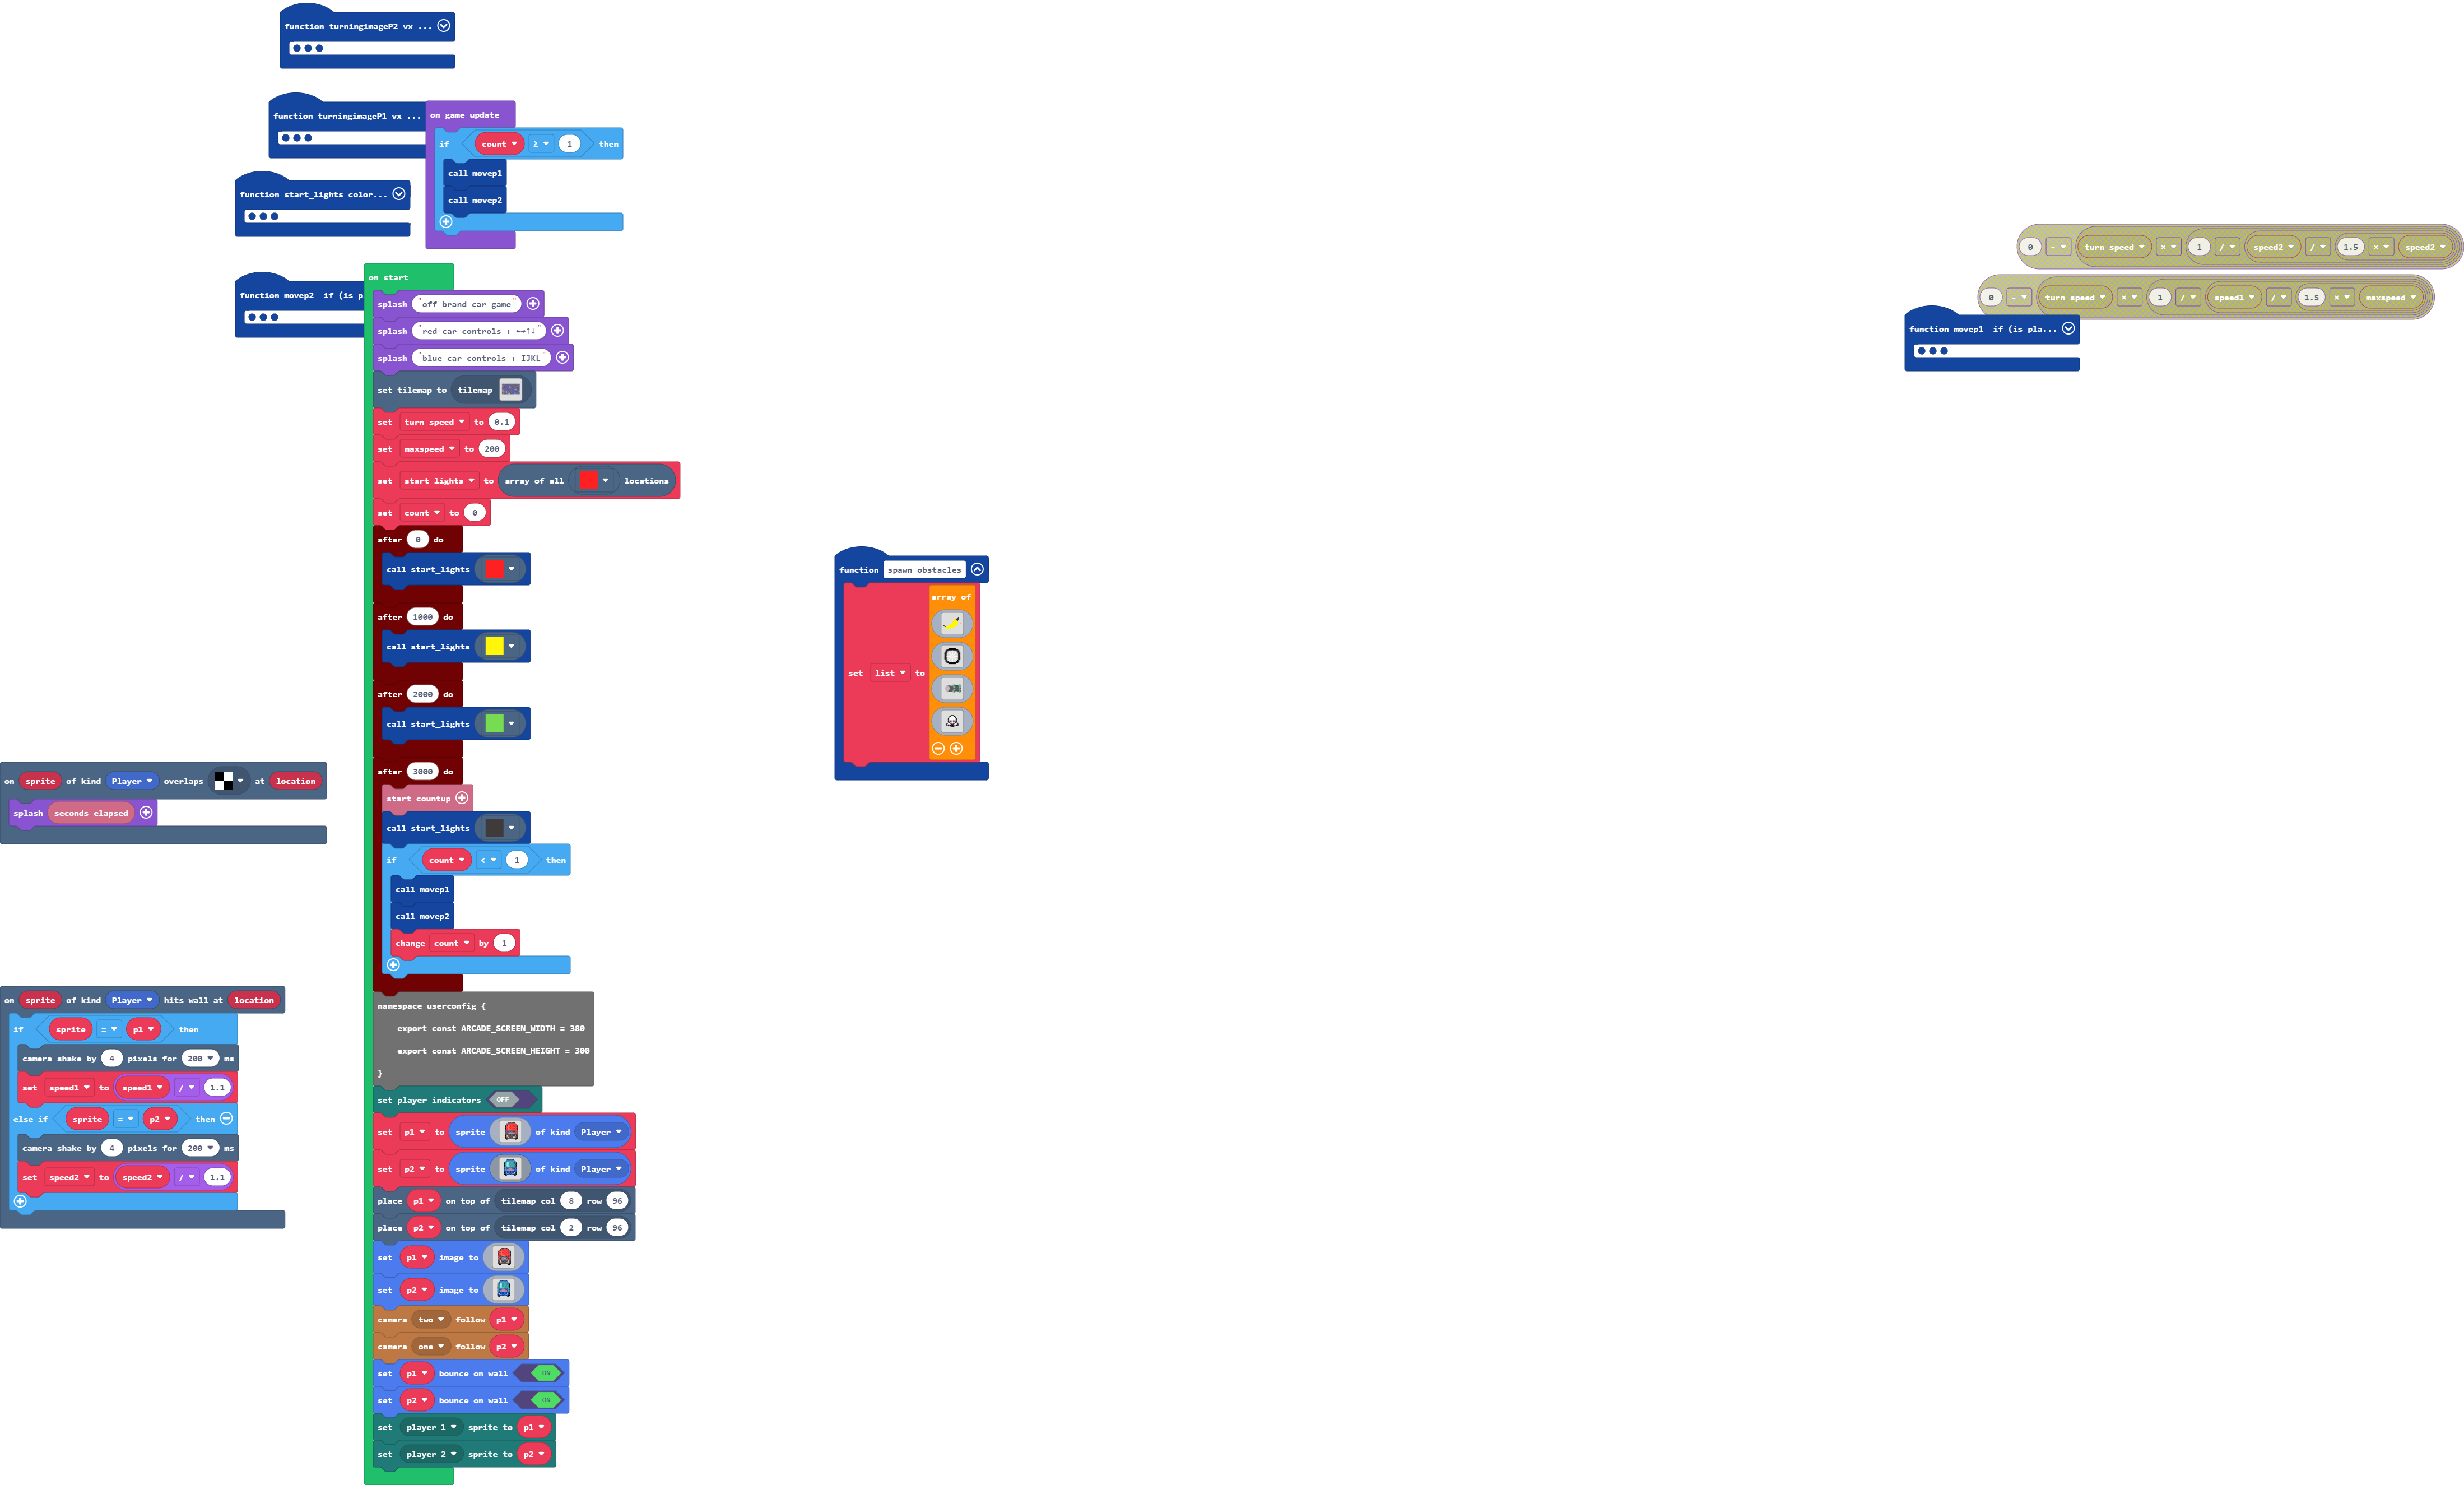 function turningimageP2 vx ...
function turningimageP1 vx ...
on game update
if count ≥ 1 then
call movep1
call movep2
function start_lights color...
function movep2 if (is p
on start
splash "off brand car game"
splash "red car controls : ←→↑↓"
splash "blue car controls : IJKL"
set tilemap to tilemap
set turn speed to 0.1
set maxspeed to 200
set start lights to array of all locations
set count to 0
after 0 do
call start_lights
after 1000 do
call start_lights
after 2000 do
call start_lights
after 3000 do
start countup
call start_lights
if count < 1 then
call movep1
call movep2
change count by 1
namespace userconfig {
export const ARCADE_SCREEN_WIDTH = 380
export const ARCADE_SCREEN_HEIGHT = 300
}
set player indicators OFF
set p1 to sprite of kind Player
set p2 to sprite of kind Player
place p1 on top of tilemap col 8 row 96
place p2 on top of tilemap col 2 row 96
set p1 image to
set p2 image to
camera two follow p1
camera one follow p2
set p1 bounce on wall ON
set p2 bounce on wall ON
set player 1 sprite to p1
set player 2 sprite to p2
on sprite of kind Player overlaps at location
splash seconds elapsed
on sprite of kind Player hits wall at location
if sprite = p1 then
camera shake by 4 pixels for 200 ms
set speed1 to speed1 / 1.1
else if sprite = p2 then
camera shake by 4 pixels for 200 ms
set speed2 to speed2 / 1.1
function spawn obstacles
array of
set list to
0 - turn speed × 1 / speed2 / 1.5 × speed2
0 - turn speed × 1 / speed1 / 1.5 × maxspeed
function movep1 if (is pla...